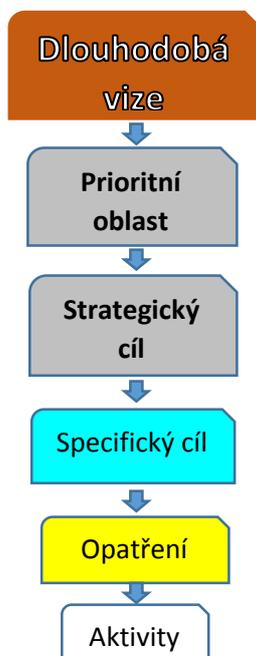 Dlouhodobá
vize
Prioritní
oblast
Strategický
cíl
Specifický cíl
Opatření
Aktivity